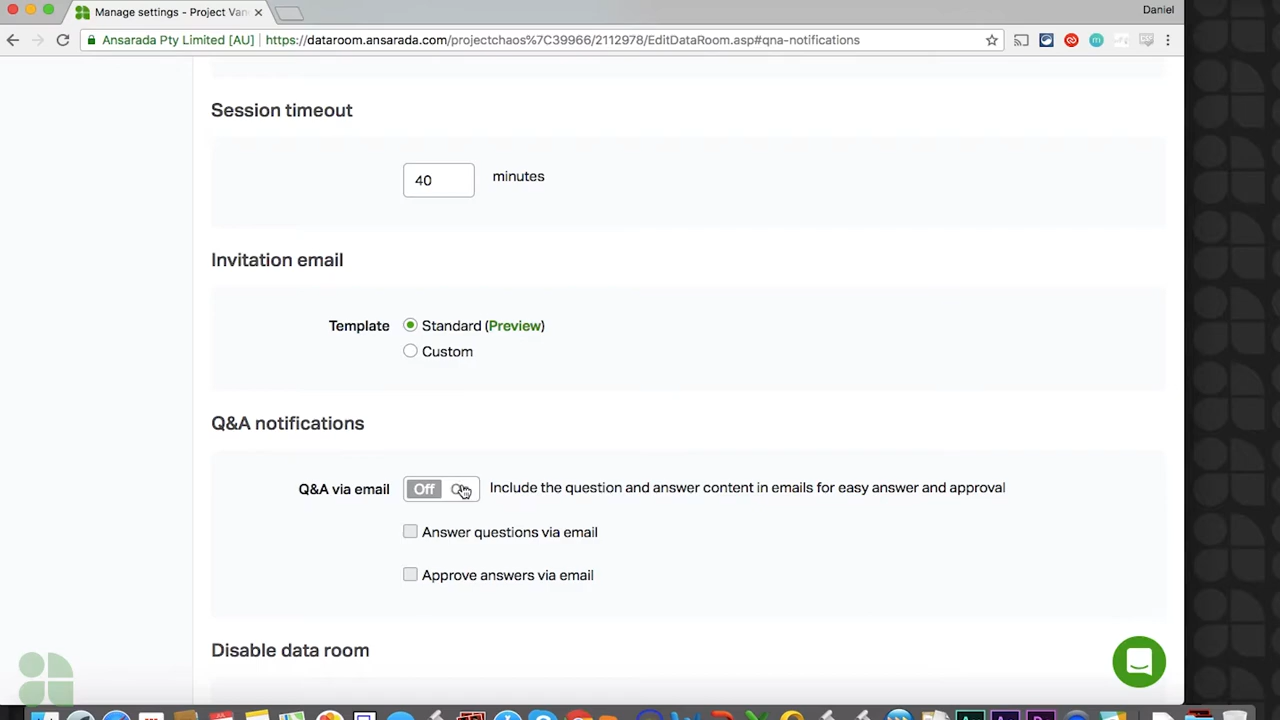 Manage settings - Project Van
Daniel
Ansarada Pty Limited [AU] https://dataroom.ansarada.com/projectchaos%7C39966/2112978/EditDataRoom.asp#qna-notifications
Session timeout
40 minutes
Invitation email
Template Standard (Preview)
Custom
Q&A notifications
Q&A via email Off Include the question and answer content in emails for easy answer and approval
Answer questions via email
Approve answers via email
Disable data room